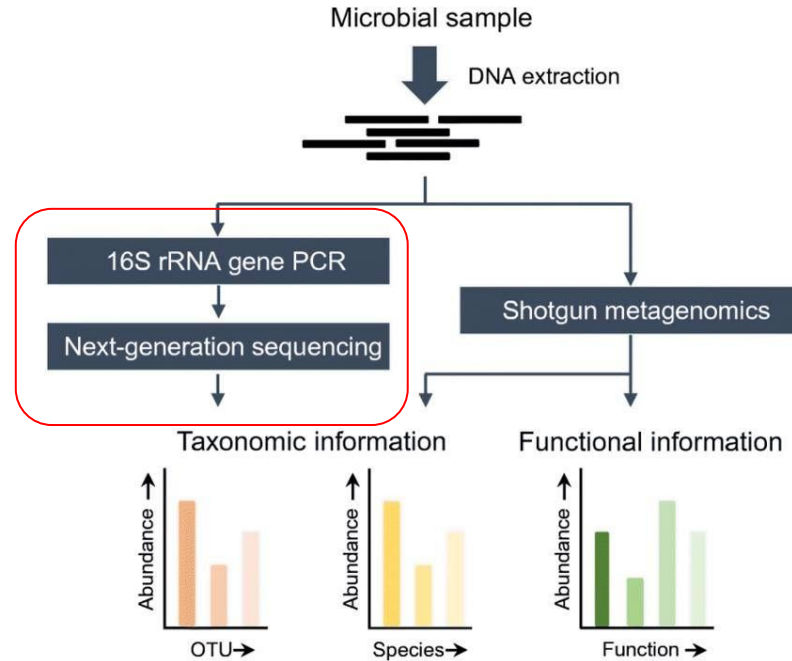 Microbial sample
DNA extraction
16S rRNA gene PCR
Next-generation sequencing
Shotgun metagenomics
Taxonomic information
Functional information
Abundance →
OTU→
Abundance →
Species→
Abundance →
Function →